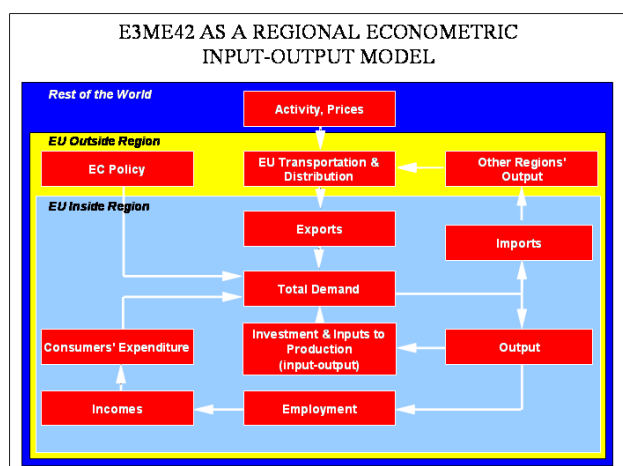 E3ME42 AS A REGIONAL ECONOMETRIC
INPUT-OUTPUT MODEL
Rest of the World
Activity, Prices
EU Outside Region
EC Policy
EU Transportation &
Distribution
Other Regions'
Output
EU Inside Region
Exports
Imports
Total Demand
Consumers' Expenditure
Investment & Inputs to
Production
(input-output)
Output
Incomes
Employment